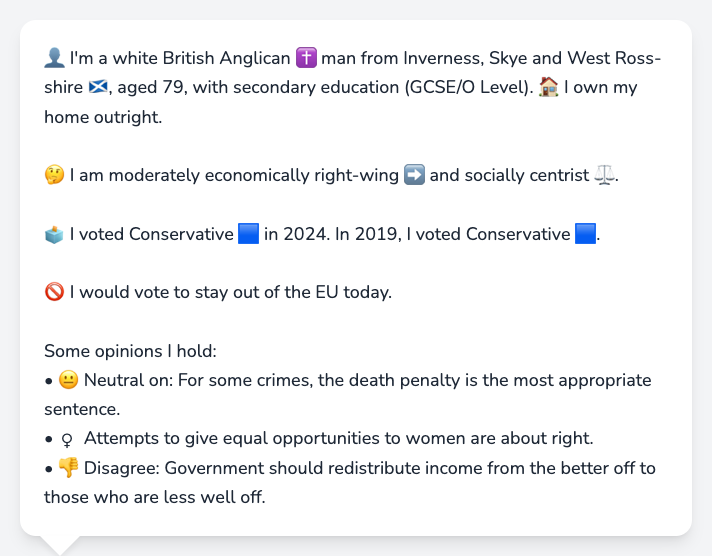 👤 I'm a white British Anglican ✝️ man from Inverness, Skye and West Ross-
shire 🏴󠁧󠁢󠁳󠁣󠁴󠁿, aged 79, with secondary education (GCSE/O Level). 🏠 I own my
home outright.
🤔 I am moderately economically right-wing ➡️ and socially centrist ⚖️.
🗳️ I voted Conservative 🟦 in 2024. In 2019, I voted Conservative 🟦.
🚫 I would vote to stay out of the EU today.
Some opinions I hold:
• 😐 Neutral on: For some crimes, the death penalty is the most appropriate
sentence.
• ♀ Attempts to give equal opportunities to women are about right.
• 👎 Disagree: Government should redistribute income from the better off to
those who are less well off.